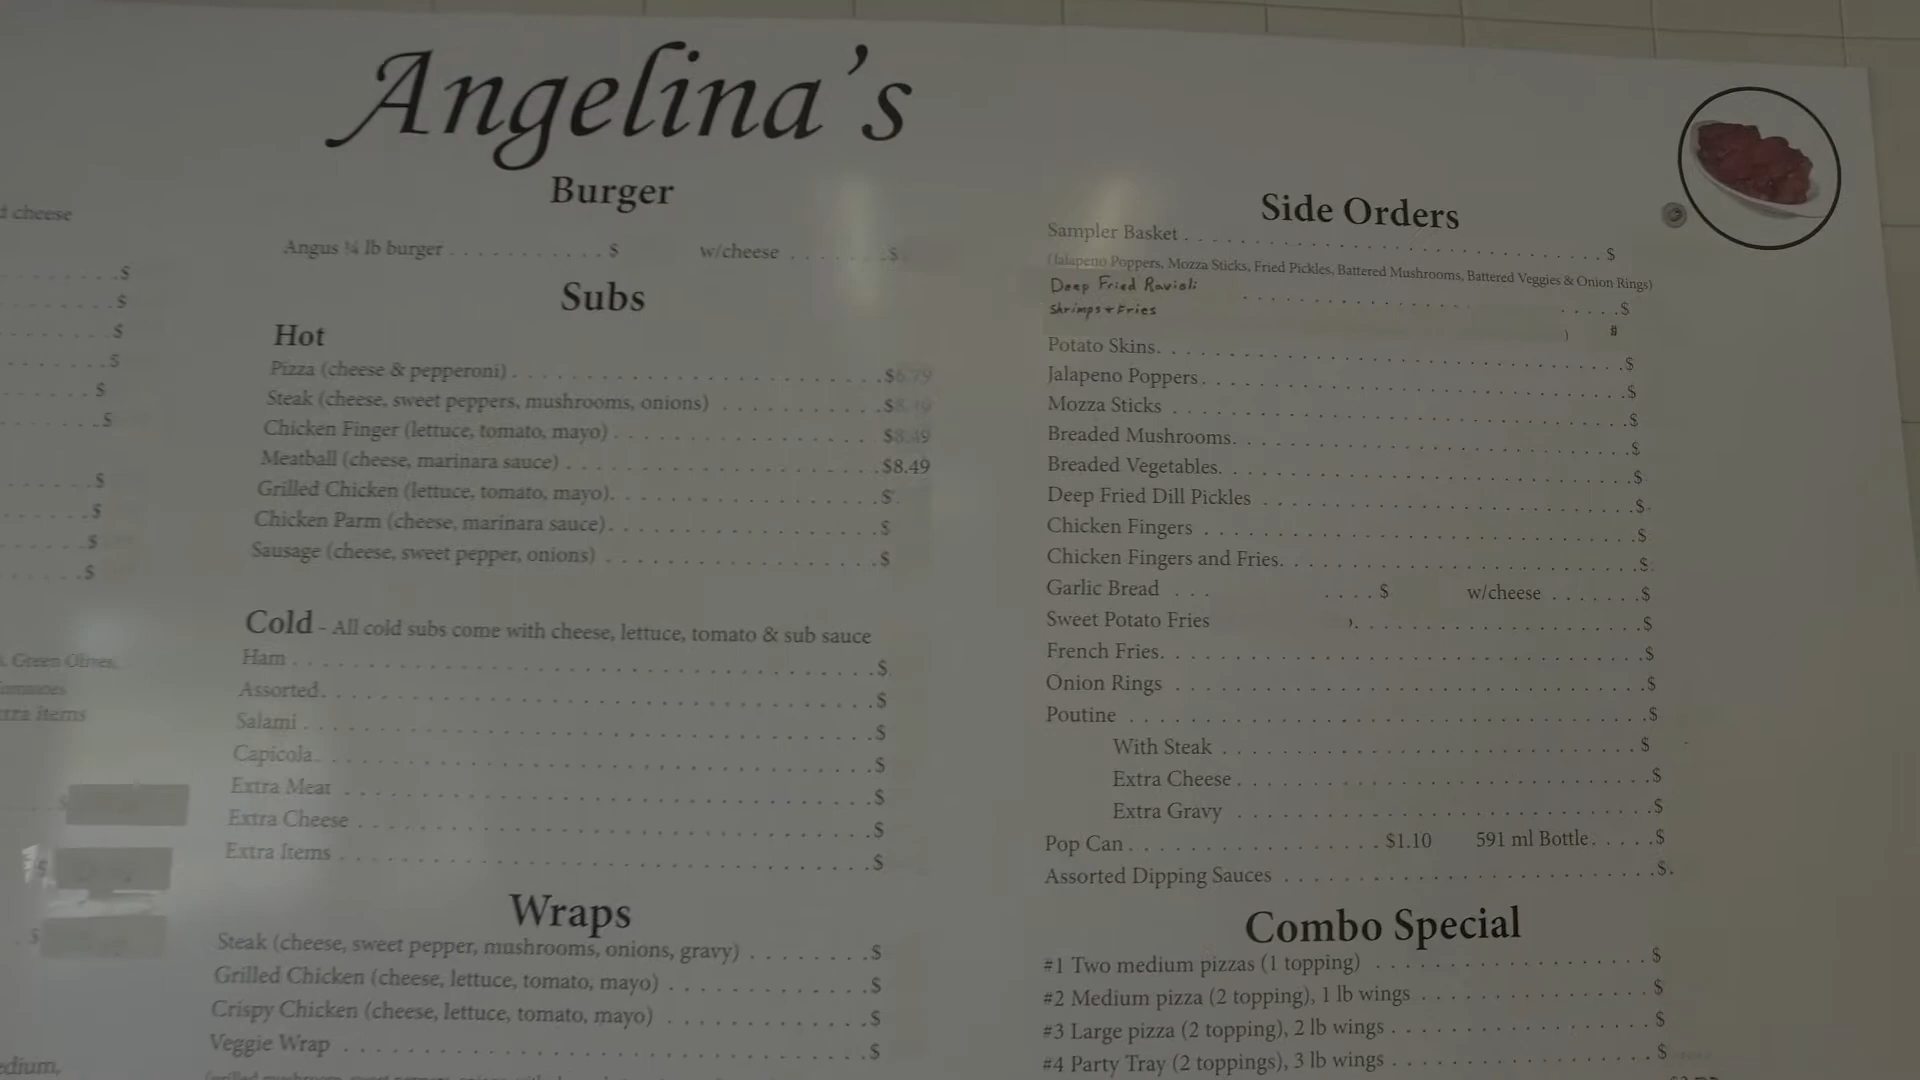 Angelina's
Burger
Angus ¼ lb burger . . . . . . . . . . . $ w/cheese . . . . . . . $
Subs
Hot
Pizza (cheese & pepperoni) . . . . . . . . . . $6.79
Steak (cheese, sweet peppers, mushrooms, onions) . . . . . . . . . . $
Chicken Finger (lettuce, tomato, mayo) . . . . . . . . . . $8.49
Meatball (cheese, marinara sauce) . . . . . . . . . . $8.49
Grilled Chicken (lettuce, tomato, mayo) . . . . . . . . . . $
Chicken Parm (cheese, marinara sauce) . . . . . . . . . . $
Sausage (cheese, sweet pepper, onions) . . . . . . . . . . $
Cold - All cold subs come with cheese, lettuce, tomato & sub sauce
Ham . . . . . . . . . . $
Assorted . . . . . . . . . . $
Salami . . . . . . . . . . $
Capicola . . . . . . . . . . $
Extra Meat . . . . . . . . . . $
Extra Cheese . . . . . . . . . . $
Extra Items . . . . . . . . . . $
Wraps
Steak (cheese, sweet pepper, mushrooms, onions, gravy) . . . . . . . $
Grilled Chicken (cheese, lettuce, tomato, mayo) . . . . . . . . . . $
Crispy Chicken (cheese, lettuce, tomato, mayo) . . . . . . . . . . $
Veggie Wrap . . . . . . . . . . $
Side Orders
Sampler Basket . . . . . . . . . . $
(Jalapeno Poppers, Mozza Sticks, Fried Pickles, Battered Mushrooms, Battered Veggies & Onion Rings)
Deep Fried Ravioli . . . . . . . . . . $
Shrimps + Fries
Potato Skins . . . . . . . . . . $
Jalapeno Poppers . . . . . . . . . . $
Mozza Sticks . . . . . . . . . . $
Breaded Mushrooms . . . . . . . . . . $
Breaded Vegetables . . . . . . . . . . $
Deep Fried Dill Pickles . . . . . . . . . . $
Chicken Fingers . . . . . . . . . . $
Chicken Fingers and Fries . . . . . . . . . . $
Garlic Bread . . . . . . . $ w/cheese . . . . . . . $
Sweet Potato Fries . . . . . . . . . . $
French Fries . . . . . . . . . . $
Onion Rings . . . . . . . . . . $
Poutine . . . . . . . . . . $
With Steak . . . . . . . . . . $
Extra Cheese . . . . . . . . . . $
Extra Gravy . . . . . . . . . . $
Pop Can . . . . . . . . . . $1.10 591 ml Bottle . . . . . $
Assorted Dipping Sauces . . . . . . . . . . $
Combo Special
#1 Two medium pizzas (1 topping) . . . . . . . . . . $
#2 Medium pizza (2 topping), 1 lb wings . . . . . . . . . . $
#3 Large pizza (2 topping), 2 lb wings . . . . . . . . . . $
#4 Party Tray (2 toppings), 3 lb wings . . . . . . . . . . $
cheese
Green Olives,
items